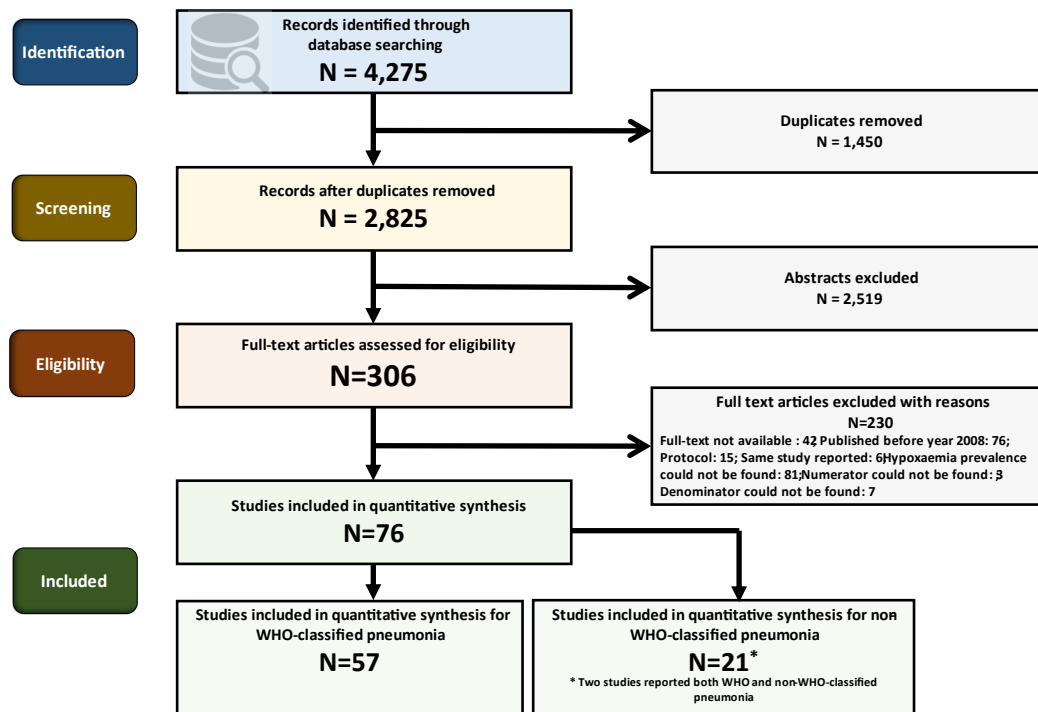 Identification
Records identified through
database searching
N = 4,275
Duplicates removed
N = 1,450
Screening
Records after duplicates removed
N = 2,825
Abstracts excluded
N = 2,519
Eligibility
Full-text articles assessed for eligibility
N=306
Full text articles excluded with reasons
N=230
Full-text not available : 42; Published before year 2008: 76;
Protocol: 15; Same study reported: 6;Hypoxaemia prevalence
could not be found: 81;Numerator could not be found: 3;
Denominator could not be found: 7
Included
Studies included in quantitative synthesis
N=76
Studies included in quantitative synthesis for
WHO-classified pneumonia
N=57
Studies included in quantitative synthesis for non-
WHO-classified pneumonia
N=21*
* Two studies reported both WHO and non-WHO-classified
pneumonia